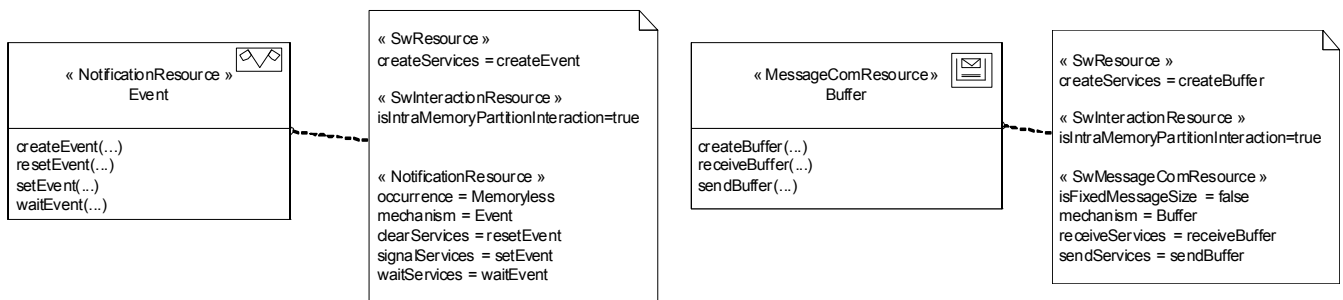 « NotificationResource »
Event
createEvent(...)
resetEvent(...)
setEvent(...)
waitEvent(...)
« SwResource »
createServices = createEvent
« SwInteractionResource »
isIntraMemoryPartitionInteraction=true
« NotificationResource »
occurrence = Memoryless
mechanism = Event
clearServices = resetEvent
signalServices = setEvent
waitServices = waitEvent
« MessageComResource»
Buffer
createBuffer(...)
receiveBuffer(...)
sendBuffer(...)
« SwResource »
createServices = createBuffer
« SwInteractionResource »
isIntraMemoryPartitionInteraction=true
« SwMessageComResource »
isFixedMessageSize = false
mechanism = Buffer
receiveServices = receiveBuffer
sendServices = sendBuffer